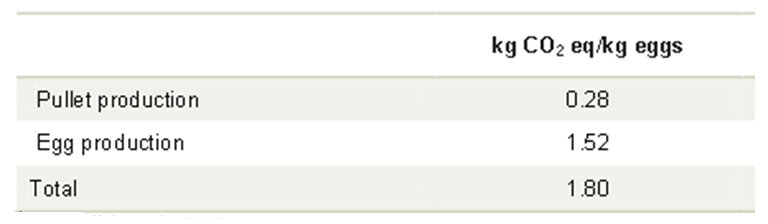 kg CO₂ eq/kg eggs
Pullet production 0.28
Egg production 1.52
Total 1.80